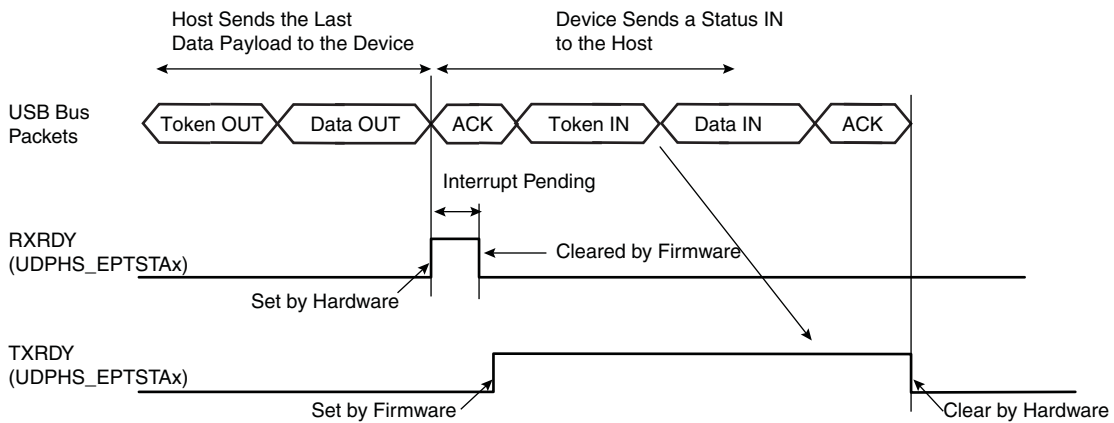 Host Sends the Last
Data Payload to the Device
Device Sends a Status IN
to the Host
USB Bus
Packets
Token OUT
Data OUT
ACK
Token IN
Data IN
ACK
Interrupt Pending
RXRDY
(UDPHS_EPTSTAx)
Cleared by Firmware
Set by Hardware
TXRDY
(UDPHS_EPTSTAx)
Set by Firmware
Clear by Hardware